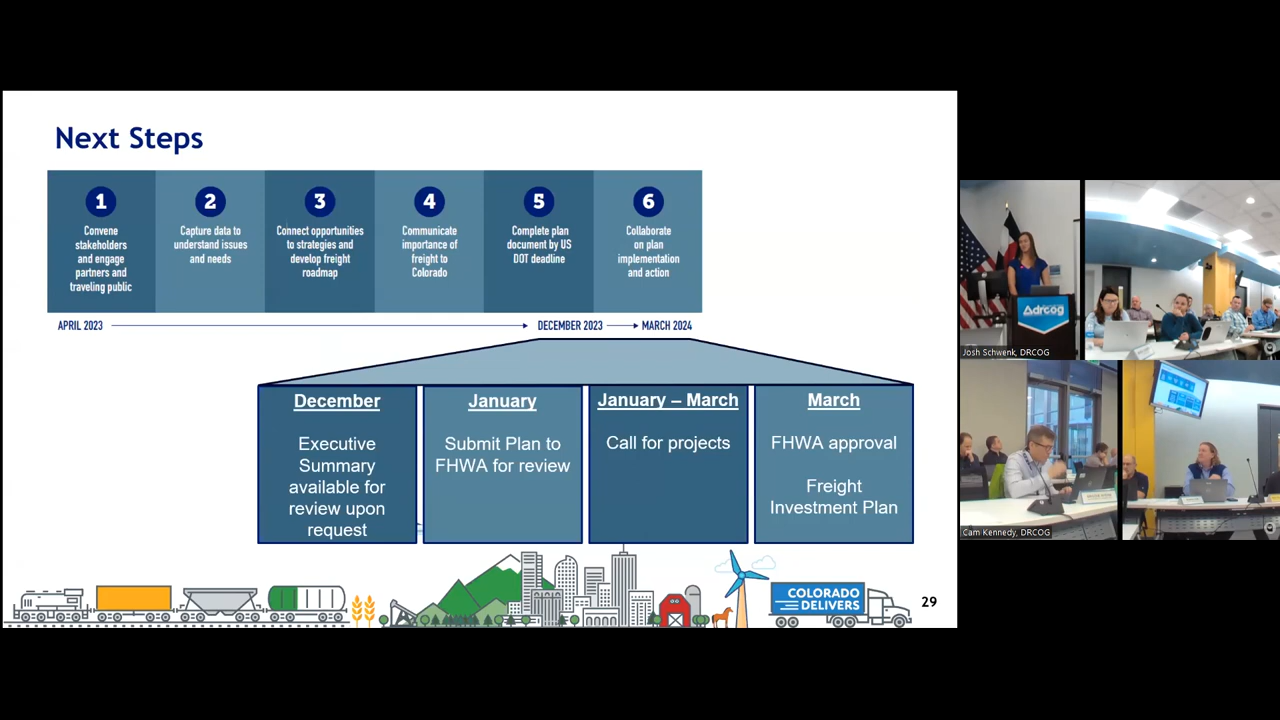 Next Steps
1
Convene
stakeholders
and engage
partners and
traveling public
2
Capture data to
understand issues
and needs
3
Connect opportunities
to strategies and
develop freight
roadmap
4
Communicate
importance of
freight to
Colorado
5
Complete plan
document by US
DOT deadline
6
Collaborate
on plan
implementation
and action
APRIL 2023
DECEMBER 2023
MARCH 2024
December
Executive
Summary
available for
review upon
request
January
Submit Plan to
FHWA for review
January – March
Call for projects
March
FHWA approval
Freight
Investment Plan
COLORADO
DELIVERS
29
drcog
Josh Schwenk, DRCOG
Cam Kennedy, DRCOG